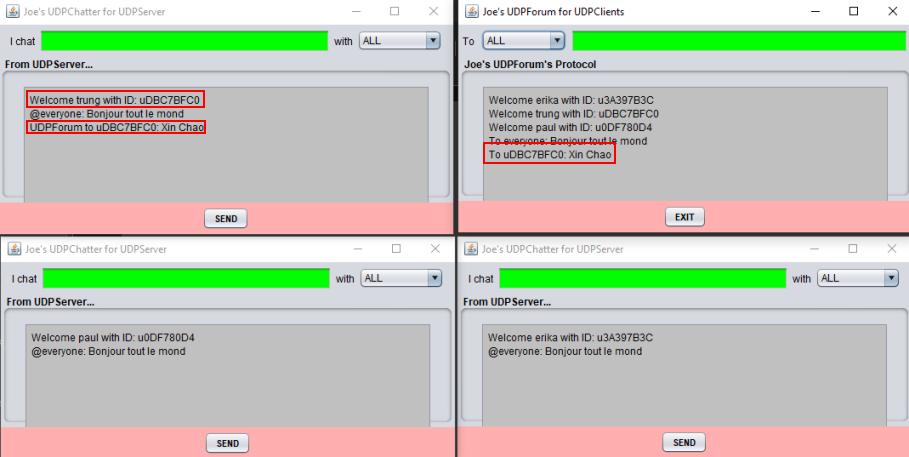 Joe's UDPChatter for UDPServer
I chat with ALL
From UDPServer...
Welcome trung with ID: uDBC7BFC0
@everyone: Bonjour tout le mond
UDPForum to uDBC7BFC0: Xin Chao
SEND
Joe's UDPForum for UDPClients
To ALL
Joe's UDPForum's Protocol
Welcome erika with ID: u3A397B3C
Welcome trung with ID: uDBC7BFC0
Welcome paul with ID: u0DF780D4
To everyone: Bonjour tout le mond
To uDBC7BFC0: Xin Chao
EXIT
Joe's UDPChatter for UDPServer
I chat with ALL
From UDPServer...
Welcome paul with ID: u0DF780D4
@everyone: Bonjour tout le mond
SEND
Joe's UDPChatter for UDPServer
I chat with ALL
From UDPServer...
Welcome erika with ID: u3A397B3C
@everyone: Bonjour tout le mond
SEND